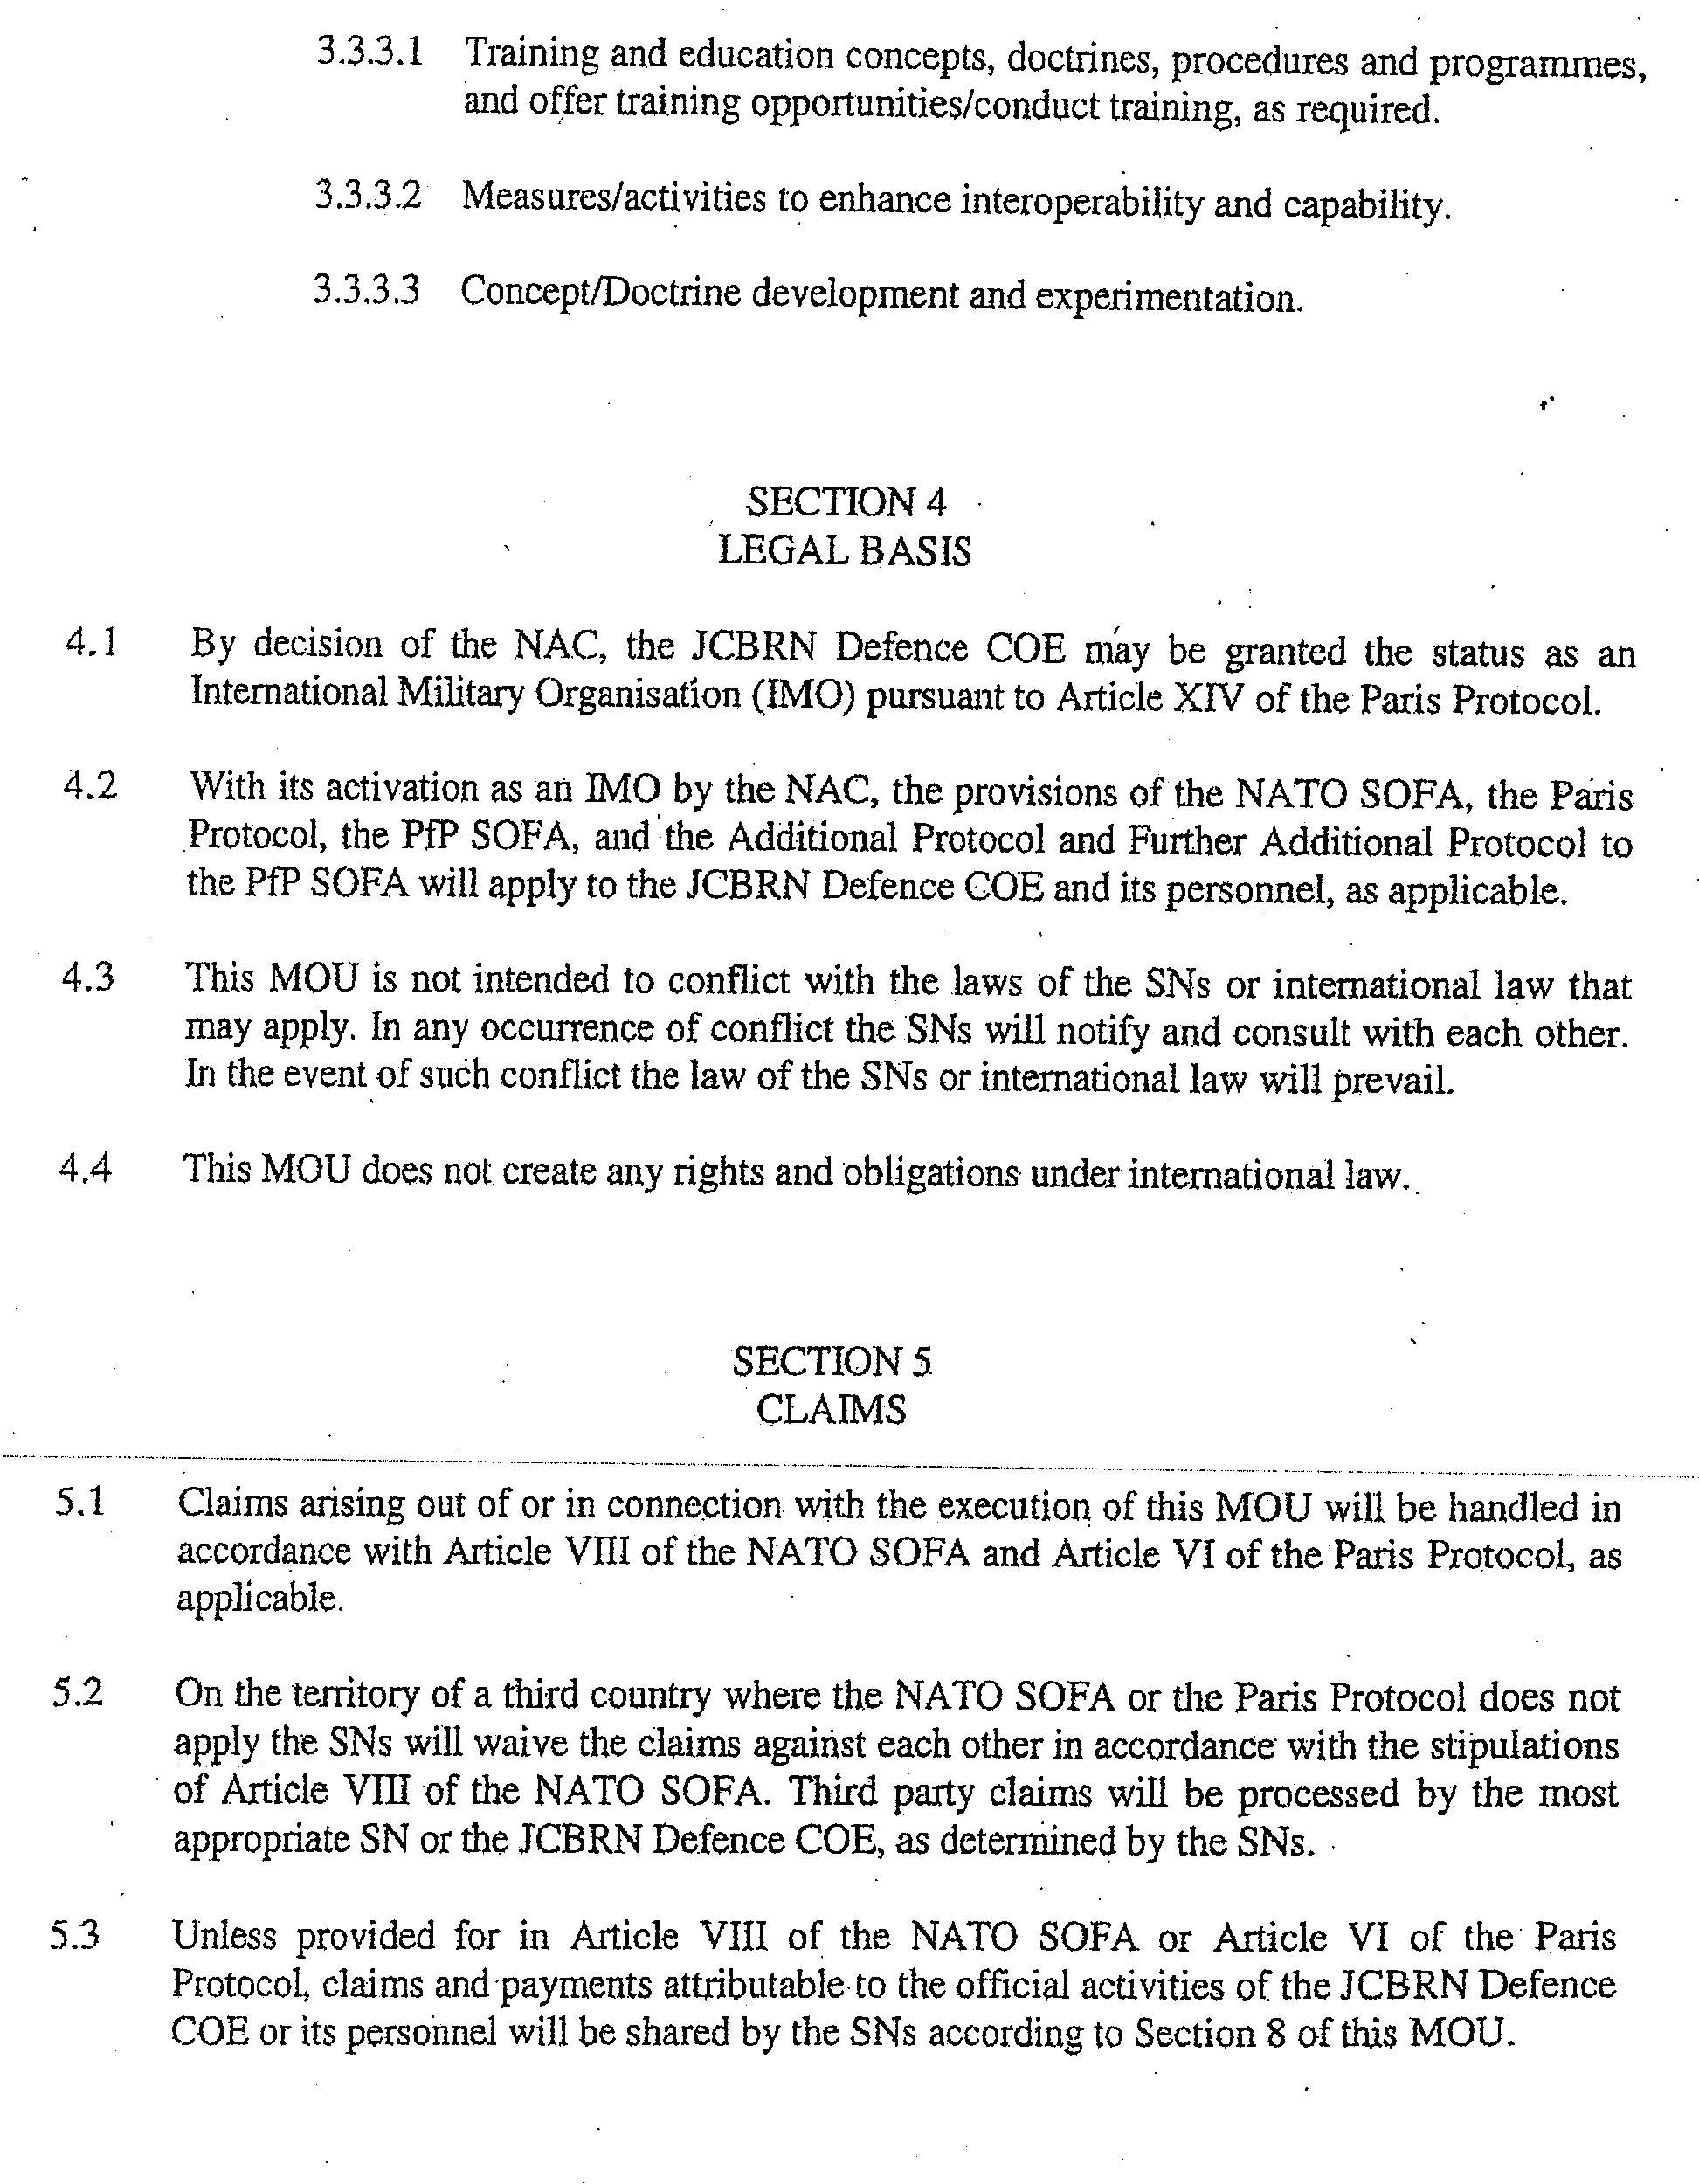 3.3.3.1 Training and education concepts, doctrines, procedures and programmes,
and offer training opportunities/conduct training, as required.
3.3.3.2 Measures/activities to enhance interoperability and capability.
3.3.3.3 Concept/Doctrine development and experimentation.
SECTION 4
LEGAL BASIS
4.1 By decision of the NAC, the JCBRN Defence COE may be granted the status as an
International Military Organisation (IMO) pursuant to Article XIV of the Paris Protocol.
4.2 With its activation as an IMO by the NAC, the provisions of the NATO SOFA, the Paris
Protocol, the PfP SOFA, and the Additional Protocol and Further Additional Protocol to
the PfP SOFA will apply to the JCBRN Defence COE and its personnel, as applicable.
4.3 This MOU is not intended to conflict with the laws of the SNs or international law that
may apply. In any occurrence of conflict the SNs will notify and consult with each other.
In the event of such conflict the law of the SNs or international law will prevail.
4.4 This MOU does not create any rights and obligations under international law.
SECTION 5
CLAIMS
5.1 Claims arising out of or in connection with the execution of this MOU will be handled in
accordance with Article VIII of the NATO SOFA and Article VI of the Paris Protocol, as
applicable.
5.2 On the territory of a third country where the NATO SOFA or the Paris Protocol does not
apply the SNs will waive the claims against each other in accordance with the stipulations
of Article VIII of the NATO SOFA. Third party claims will be processed by the most
appropriate SN or the JCBRN Defence COE, as determined by the SNs.
5.3 Unless provided for in Article VIII of the NATO SOFA or Article VI of the Paris
Protocol, claims and payments attributable to the official activities of the JCBRN Defence
COE or its personnel will be shared by the SNs according to Section 8 of this MOU.